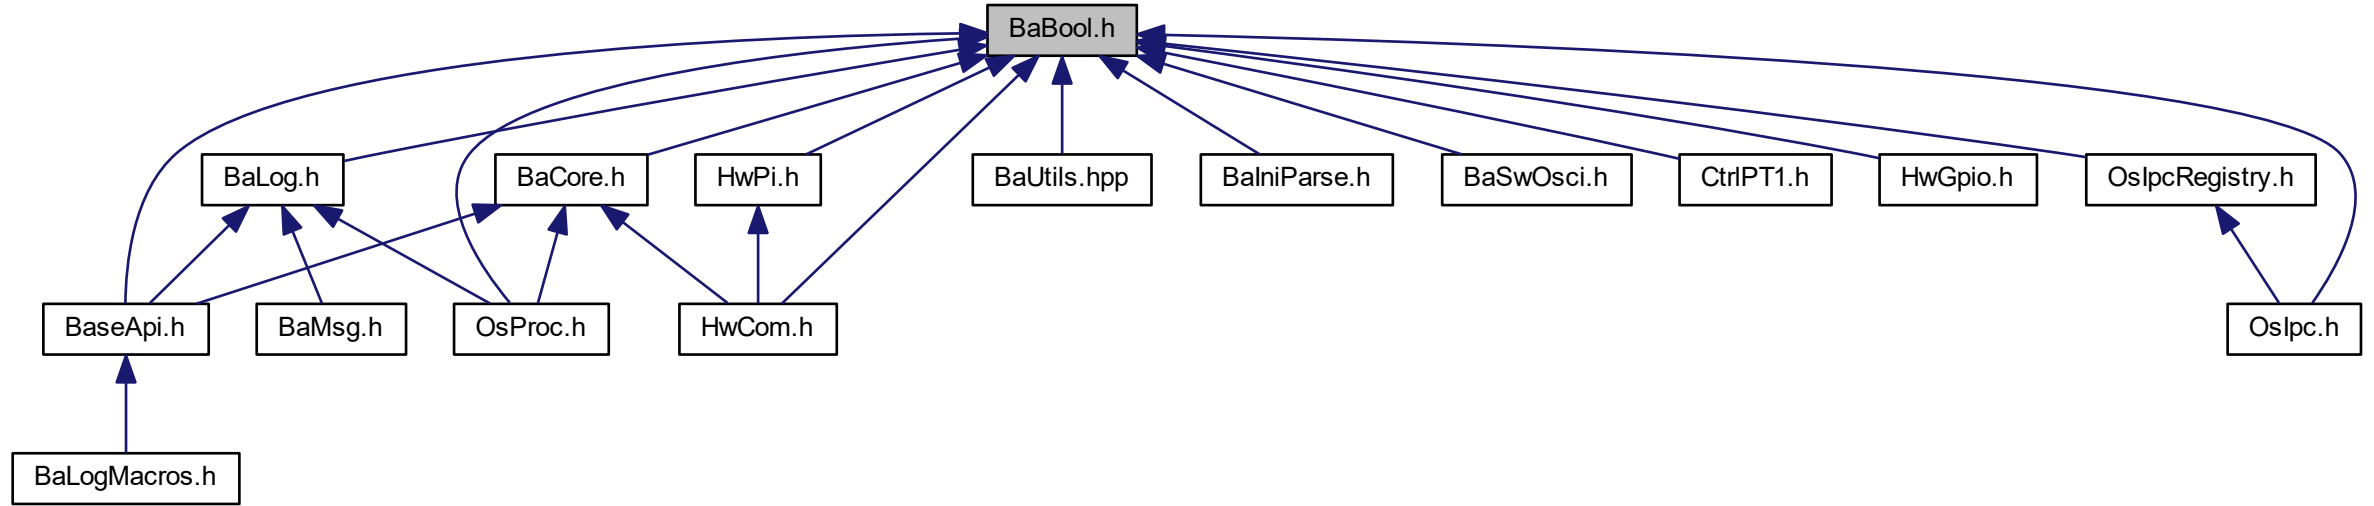 BaBool.h
BaLog.h
BaCore.h
HwPi.h
BaUtils.hpp
BaIniParse.h
BaSwOsci.h
CtrlPT1.h
HwGpio.h
OsIpcRegistry.h
BaseApi.h
BaMsg.h
OsProc.h
HwCom.h
OsIpc.h
BaLogMacros.h